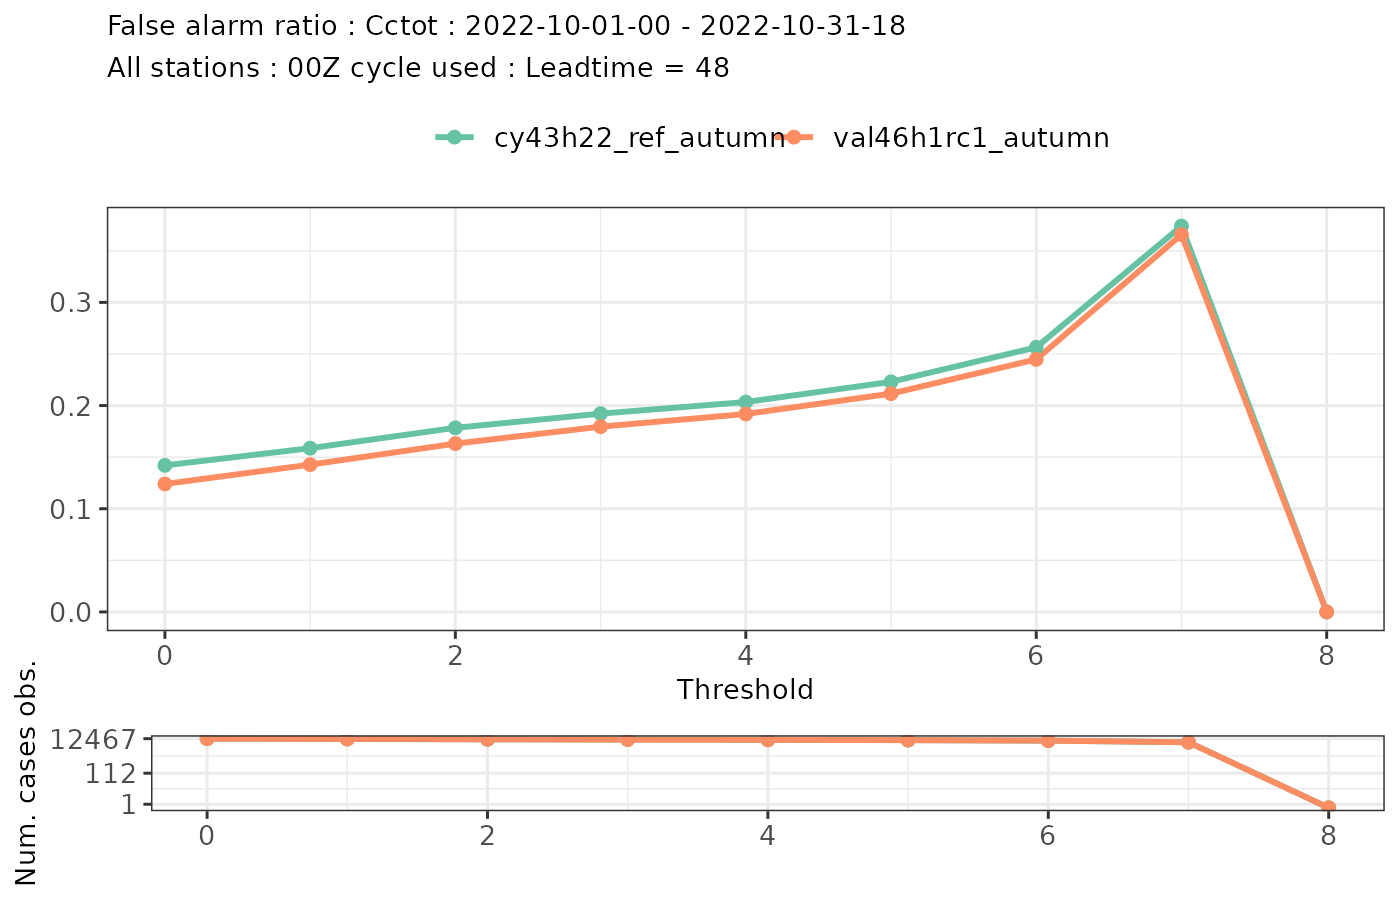 False alarm ratio : Cctot : 2022-10-01-00 - 2022-10-31-18
All stations : 00Z cycle used : Leadtime = 48
cy43h22_ref_autumn val46h1rc1_autumn
0.3
0.2
0.1
0.0
0 2 4 6 8
Threshold
Num. cases obs.
12467
112
1
0 2 4 6 8